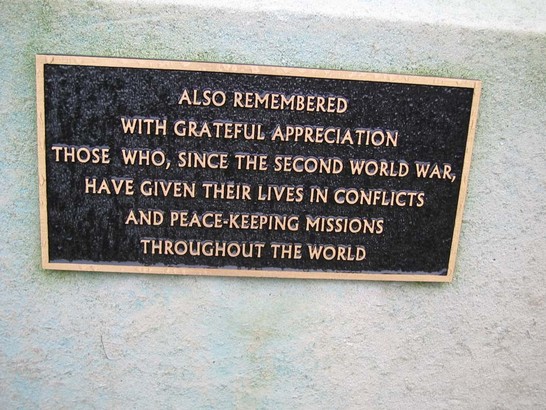 ALSO REMEMBERED
WITH GRATEFUL APPRECIATION
THOSE WHO, SINCE THE SECOND WORLD WAR,
HAVE GIVEN THEIR LIVES IN CONFLICTS
AND PEACE-KEEPING MISSIONS
THROUGHOUT THE WORLD